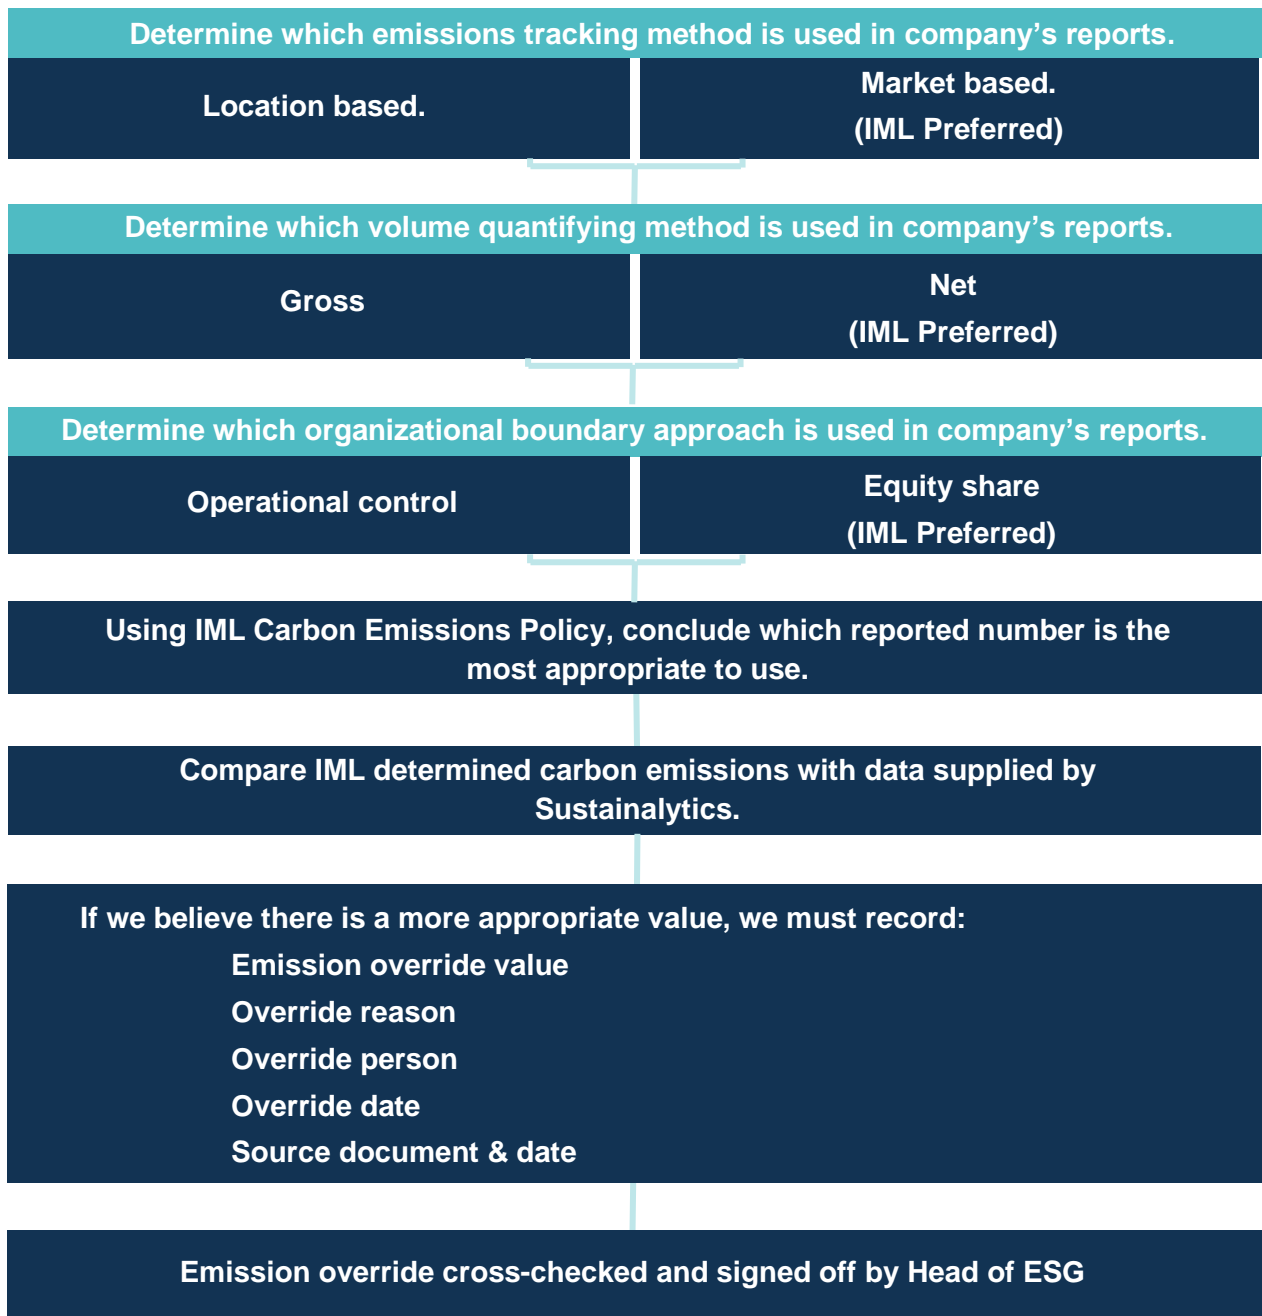 Determine which emissions tracking method is used in company’s reports.
Location based.
Market based.
(IML Preferred)
Determine which volume quantifying method is used in company’s reports.
Gross
Net
(IML Preferred)
Determine which organizational boundary approach is used in company’s reports.
Operational control
Equity share
(IML Preferred)
Using IML Carbon Emissions Policy, conclude which reported number is the
most appropriate to use.
Compare IML determined carbon emissions with data supplied by
Sustainalytics.
If we believe there is a more appropriate value, we must record:
Emission override value
Override reason
Override person
Override date
Source document & date
Emission override cross-checked and signed off by Head of ESG